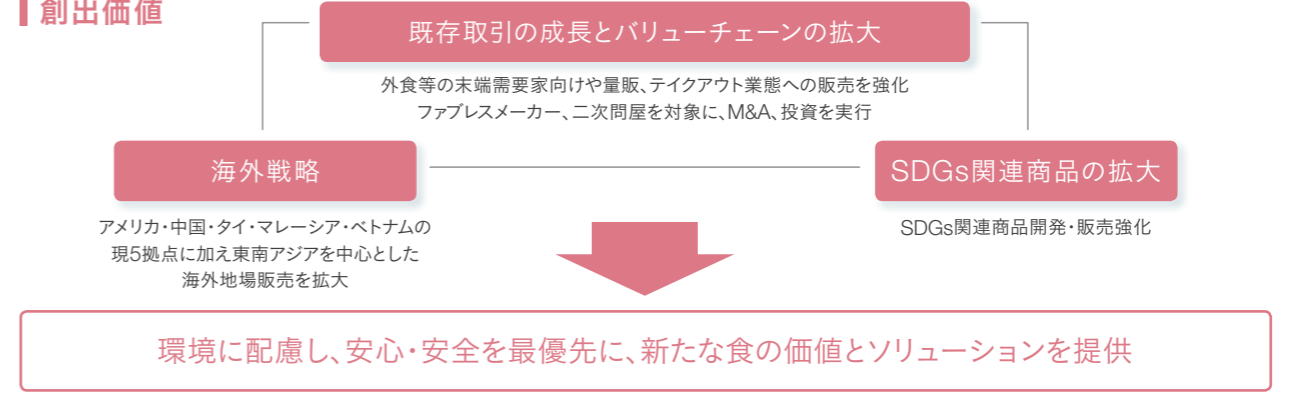 創出価値
既存取引の成長とバリューチェーンの拡大
外食等の末端需要家向けや量販、テイクアウト業態への販売を強化
ファブレスメーカー、二次問屋を対象に、M&A、投資を実行
海外戦略
アメリカ・中国・タイ・マレーシア・ベトナムの
現5拠点に加え東南アジアを中心とした
海外地場販売を拡大
SDGs関連商品の拡大
SDGs関連商品開発・販売強化
環境に配慮し、安心・安全を最優先に、新たな食の価値とソリューションを提供